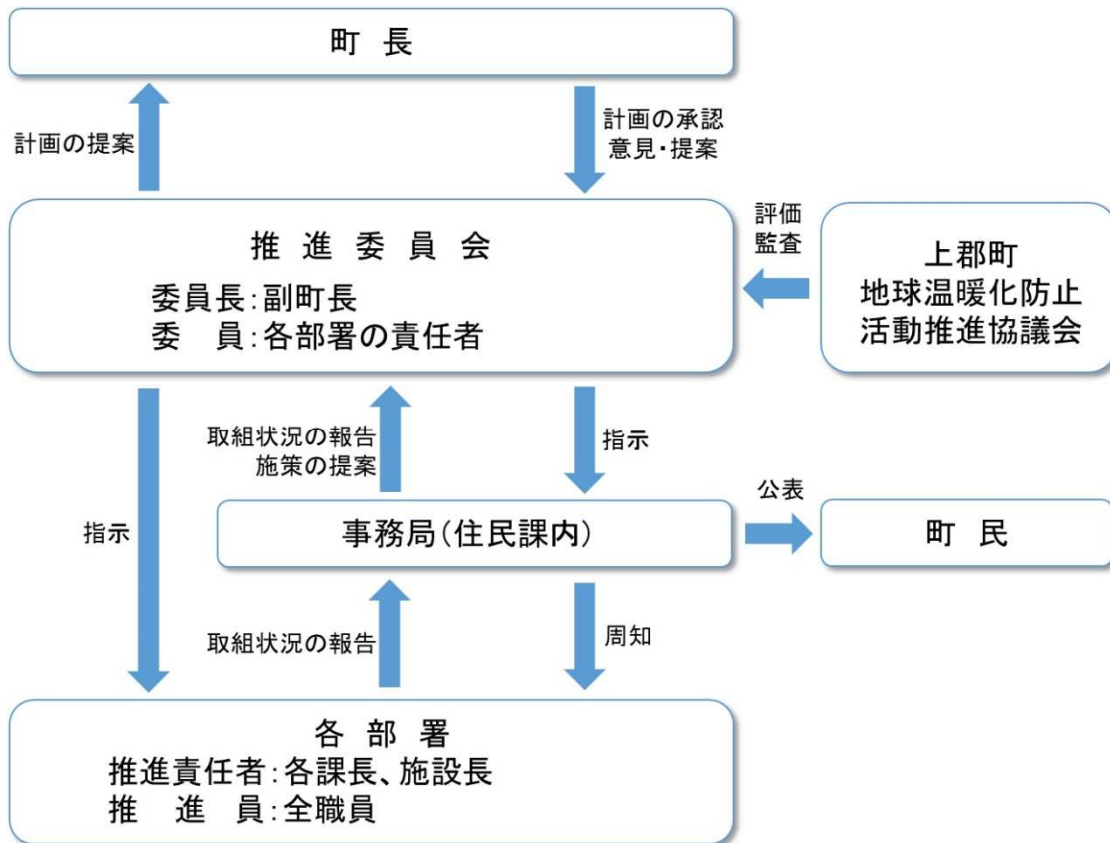 町 長
計画の提案
計画の承認
意見・提案
推 進 委 員 会
委員長:副町長
委 員:各部署の責任者
評価
監査
上郡町
地球温暖化防止
活動推進協議会
取組状況の報告
施策の提案
指示
指示
事務局(住民課内)
公表
町 民
取組状況の報告
周知
各 部 署
推進責任者:各課長、施設長
推 進 員:全職員